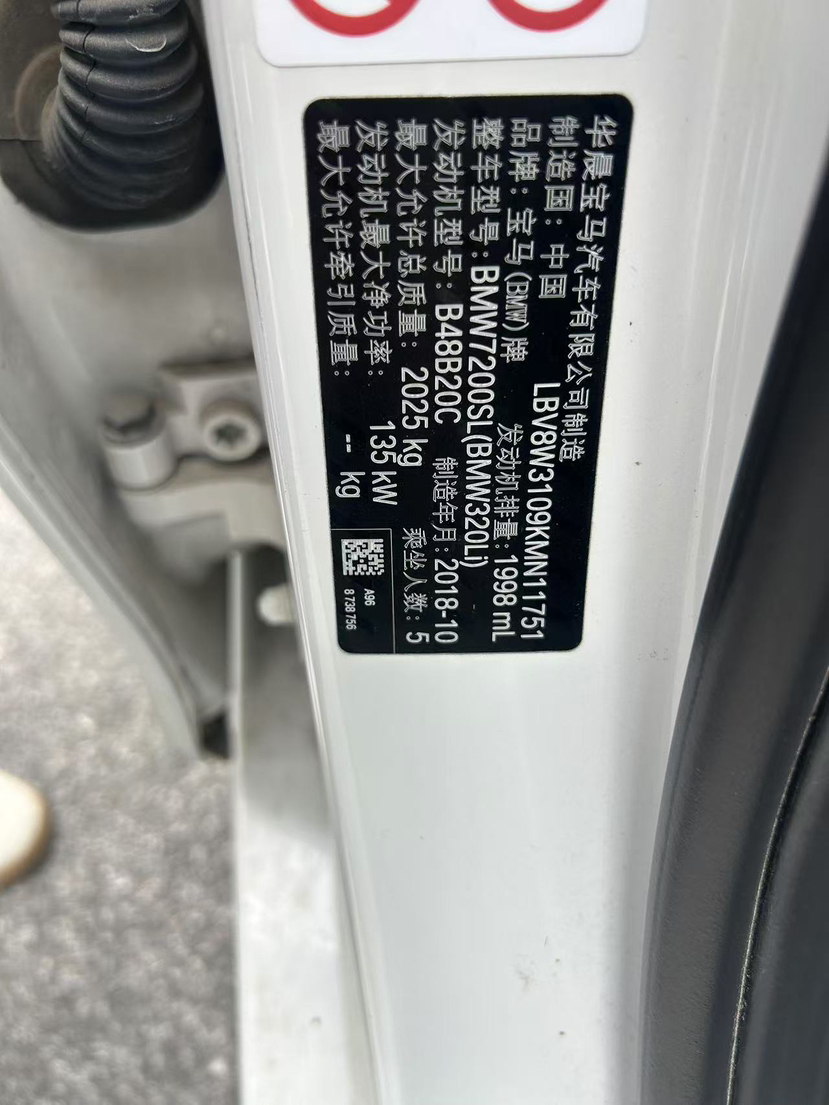 华晨宝马汽车有限公司制造
制造国：中国 LBV8W3109KMN11751
品牌：宝马(BMW)牌 发动机排量：1998 mL
整车型号：BMW7200SL(BMW320Li)
发动机型号：B48B20C 制造年月：2018-10
最大允许总质量：2025 kg 乘坐人数：5
发动机最大净功率：135 kW
最大允许牵引质量：-- kg
A96
8 738 756